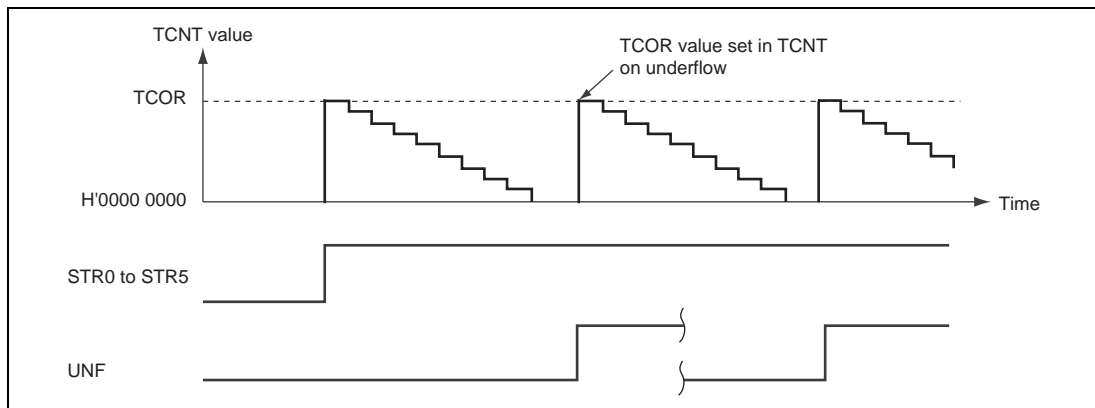 TCNT value
TCOR value set in TCNT
on underflow
TCOR
H'0000 0000
Time
STR0 to STR5
UNF